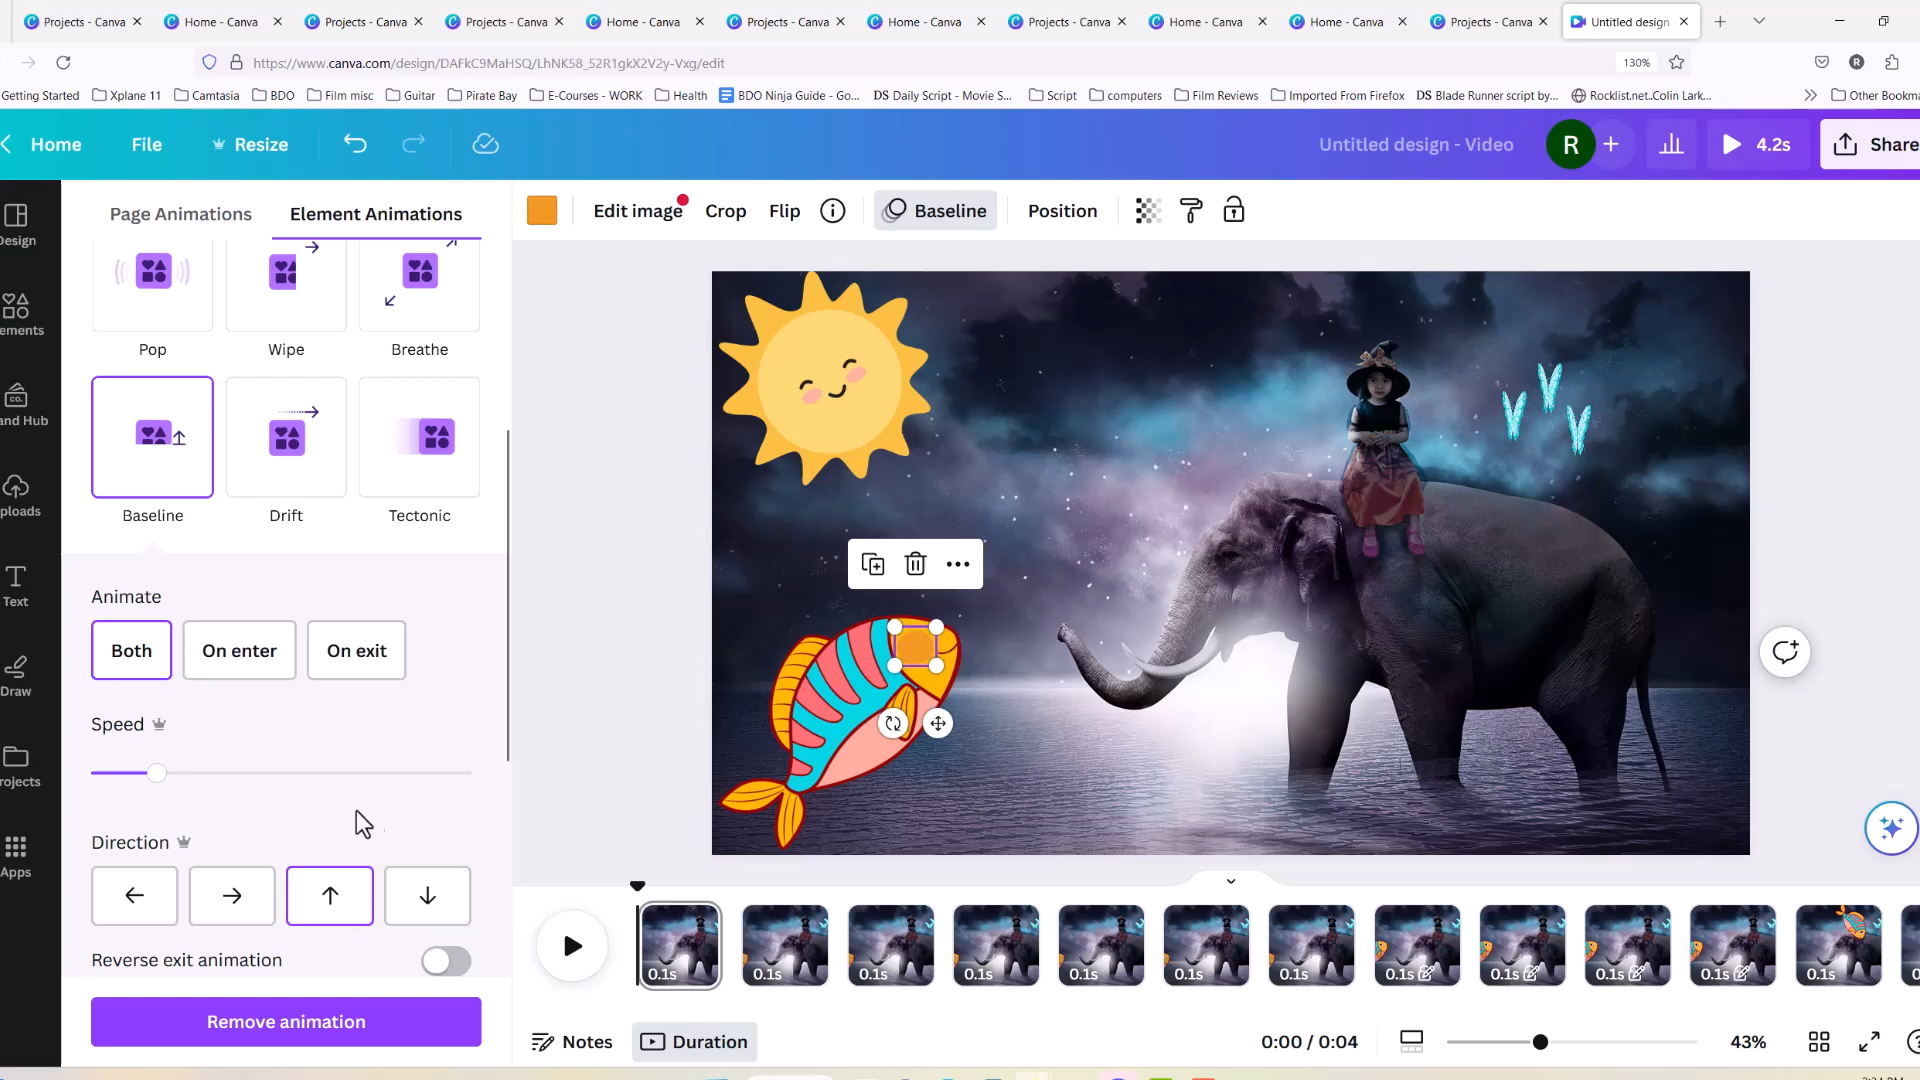 Projects - Canva
Home - Canva
Projects - Canva
Projects - Canva
Home - Canva
Projects - Canva
Home - Canva
Projects - Canva
Home - Canva
Home - Canva
Projects - Canva
Untitled design
https://www.canva.com/design/DAFkC9MaHSQ/LhNK58_52R1gkX2V2y-Vxg/edit
130%
R
Getting Started
Xplane 11
Camtasia
BDO
Film misc
Guitar
Pirate Bay
E-Courses - WORK
Health
BDO Ninja Guide - Go...
DS Daily Script - Movie S...
Script
computers
Film Reviews
Imported From Firefox
DS Blade Runner script by...
Rocklist.net..Colin Lark...
Other Bookma
Home
File
Resize
Untitled design - Video
R
4.2s
Share
Design
ements
co.
and Hub
ploads
Text
Draw
rojects
Apps
Page Animations
Element Animations
Pop
Wipe
Breathe
Baseline
Drift
Tectonic
Animate
Both
On enter
On exit
Speed
Direction
Reverse exit animation
Remove animation
Edit image
Crop
Flip
Baseline
Position
0.1s
0.1s
0.1s
0.1s
0.1s
0.1s
0.1s
0.1s
0.1s
0.1s
0.1s
0.1s
Notes
Duration
0:00 / 0:04
43%